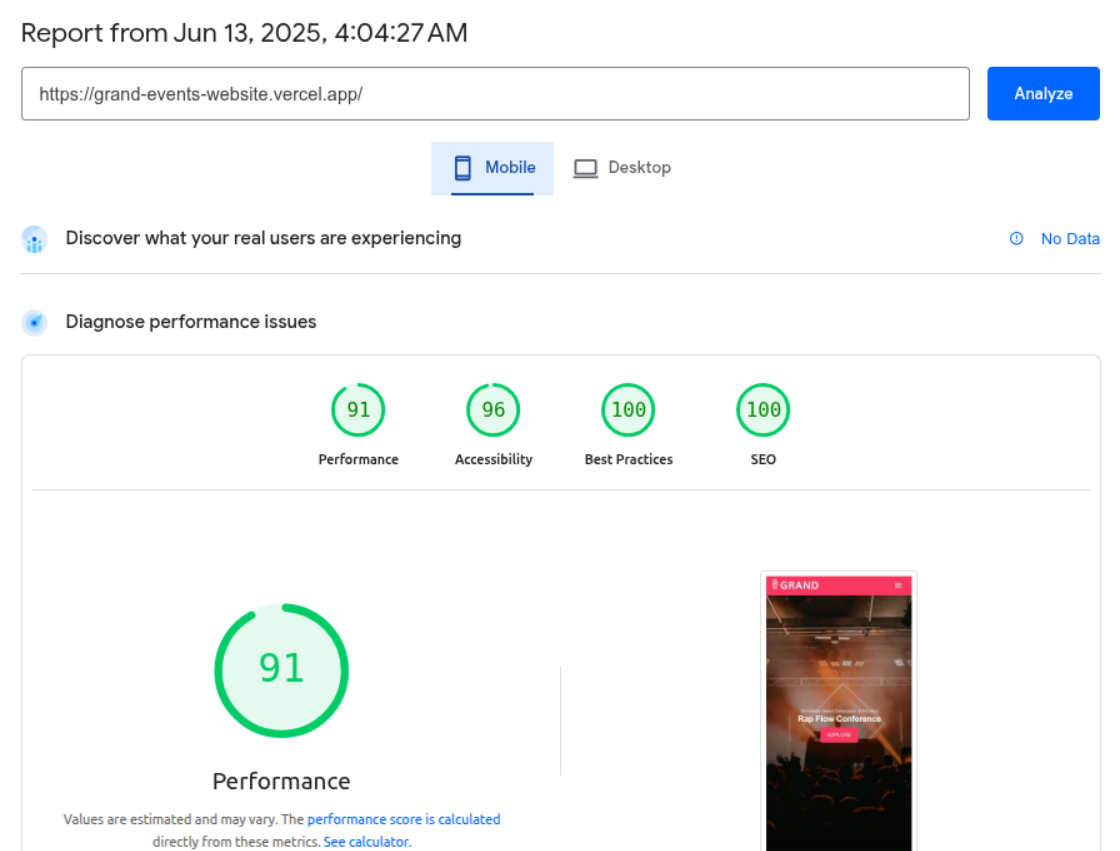 Report from Jun 13, 2025, 4:04:27 AM
https://grand-events-website.vercel.app/
Analyze
Mobile
Desktop
Discover what your real users are experiencing
No Data
Diagnose performance issues
91
96
100
100
Performance
Accessibility
Best Practices
SEO
GRAND
Rap Flow Conference
EXPLORE
91
Performance
Values are estimated and may vary. The performance score is calculated
directly from these metrics. See calculator.